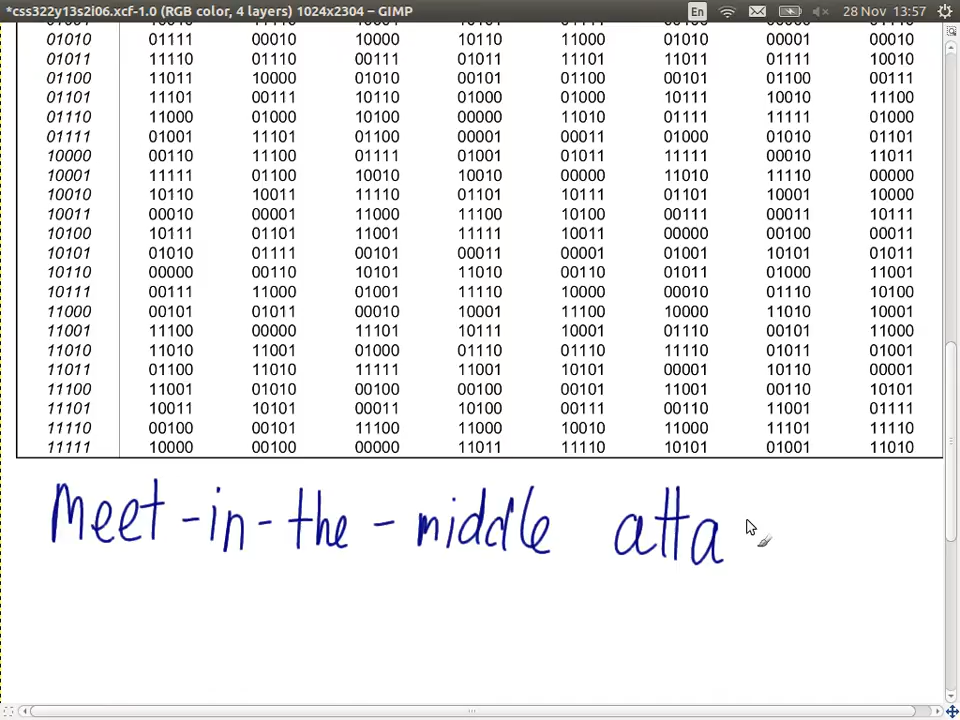 *css322y13s2i06.xcf-1.0 (RGB color, 4 layers) 1024x2304 – GIMP En 28 Nov 13:57
01010 01111 00010 10000 10110 11000 01010 00001 00010
01011 11110 01110 00111 01011 11101 11011 01111 10010
01100 11011 10000 01010 00101 01100 00101 01100 00111
01101 11101 00111 10110 01000 01000 10111 10010 11100
01110 11000 01000 10100 00000 11010 01111 11111 01000
01111 01001 11101 01100 00001 00011 01000 01010 01101
10000 00110 11100 01111 01001 01011 11111 00010 11011
10001 11111 01100 10010 10010 00000 11010 11110 00000
10010 10110 10011 11110 01101 10111 01101 10001 10000
10011 00010 00001 11000 11100 10100 00111 00011 10111
10100 10111 01101 11001 11111 10011 00000 00100 00011
10101 01010 01111 00101 00011 00001 01001 10101 01011
10110 00000 00110 10101 11010 00110 01011 01000 11001
10111 00111 11000 01001 11110 10000 00010 01110 10100
11000 00101 01011 00010 10001 11100 10000 11010 10001
11001 11100 00000 11101 10111 10001 01110 00101 11000
11010 11010 11001 01000 01110 01110 11110 01011 01001
11011 01100 11010 11111 11001 10101 00001 10110 00001
11100 11001 01010 00100 00100 00101 11001 00110 10101
11101 10011 10101 00011 10100 00111 00110 11001 01111
11110 00100 00101 11100 11000 10010 11000 11101 11110
11111 10000 00100 00000 11011 11110 10101 01001 11010
Meet-in-the-middle atta